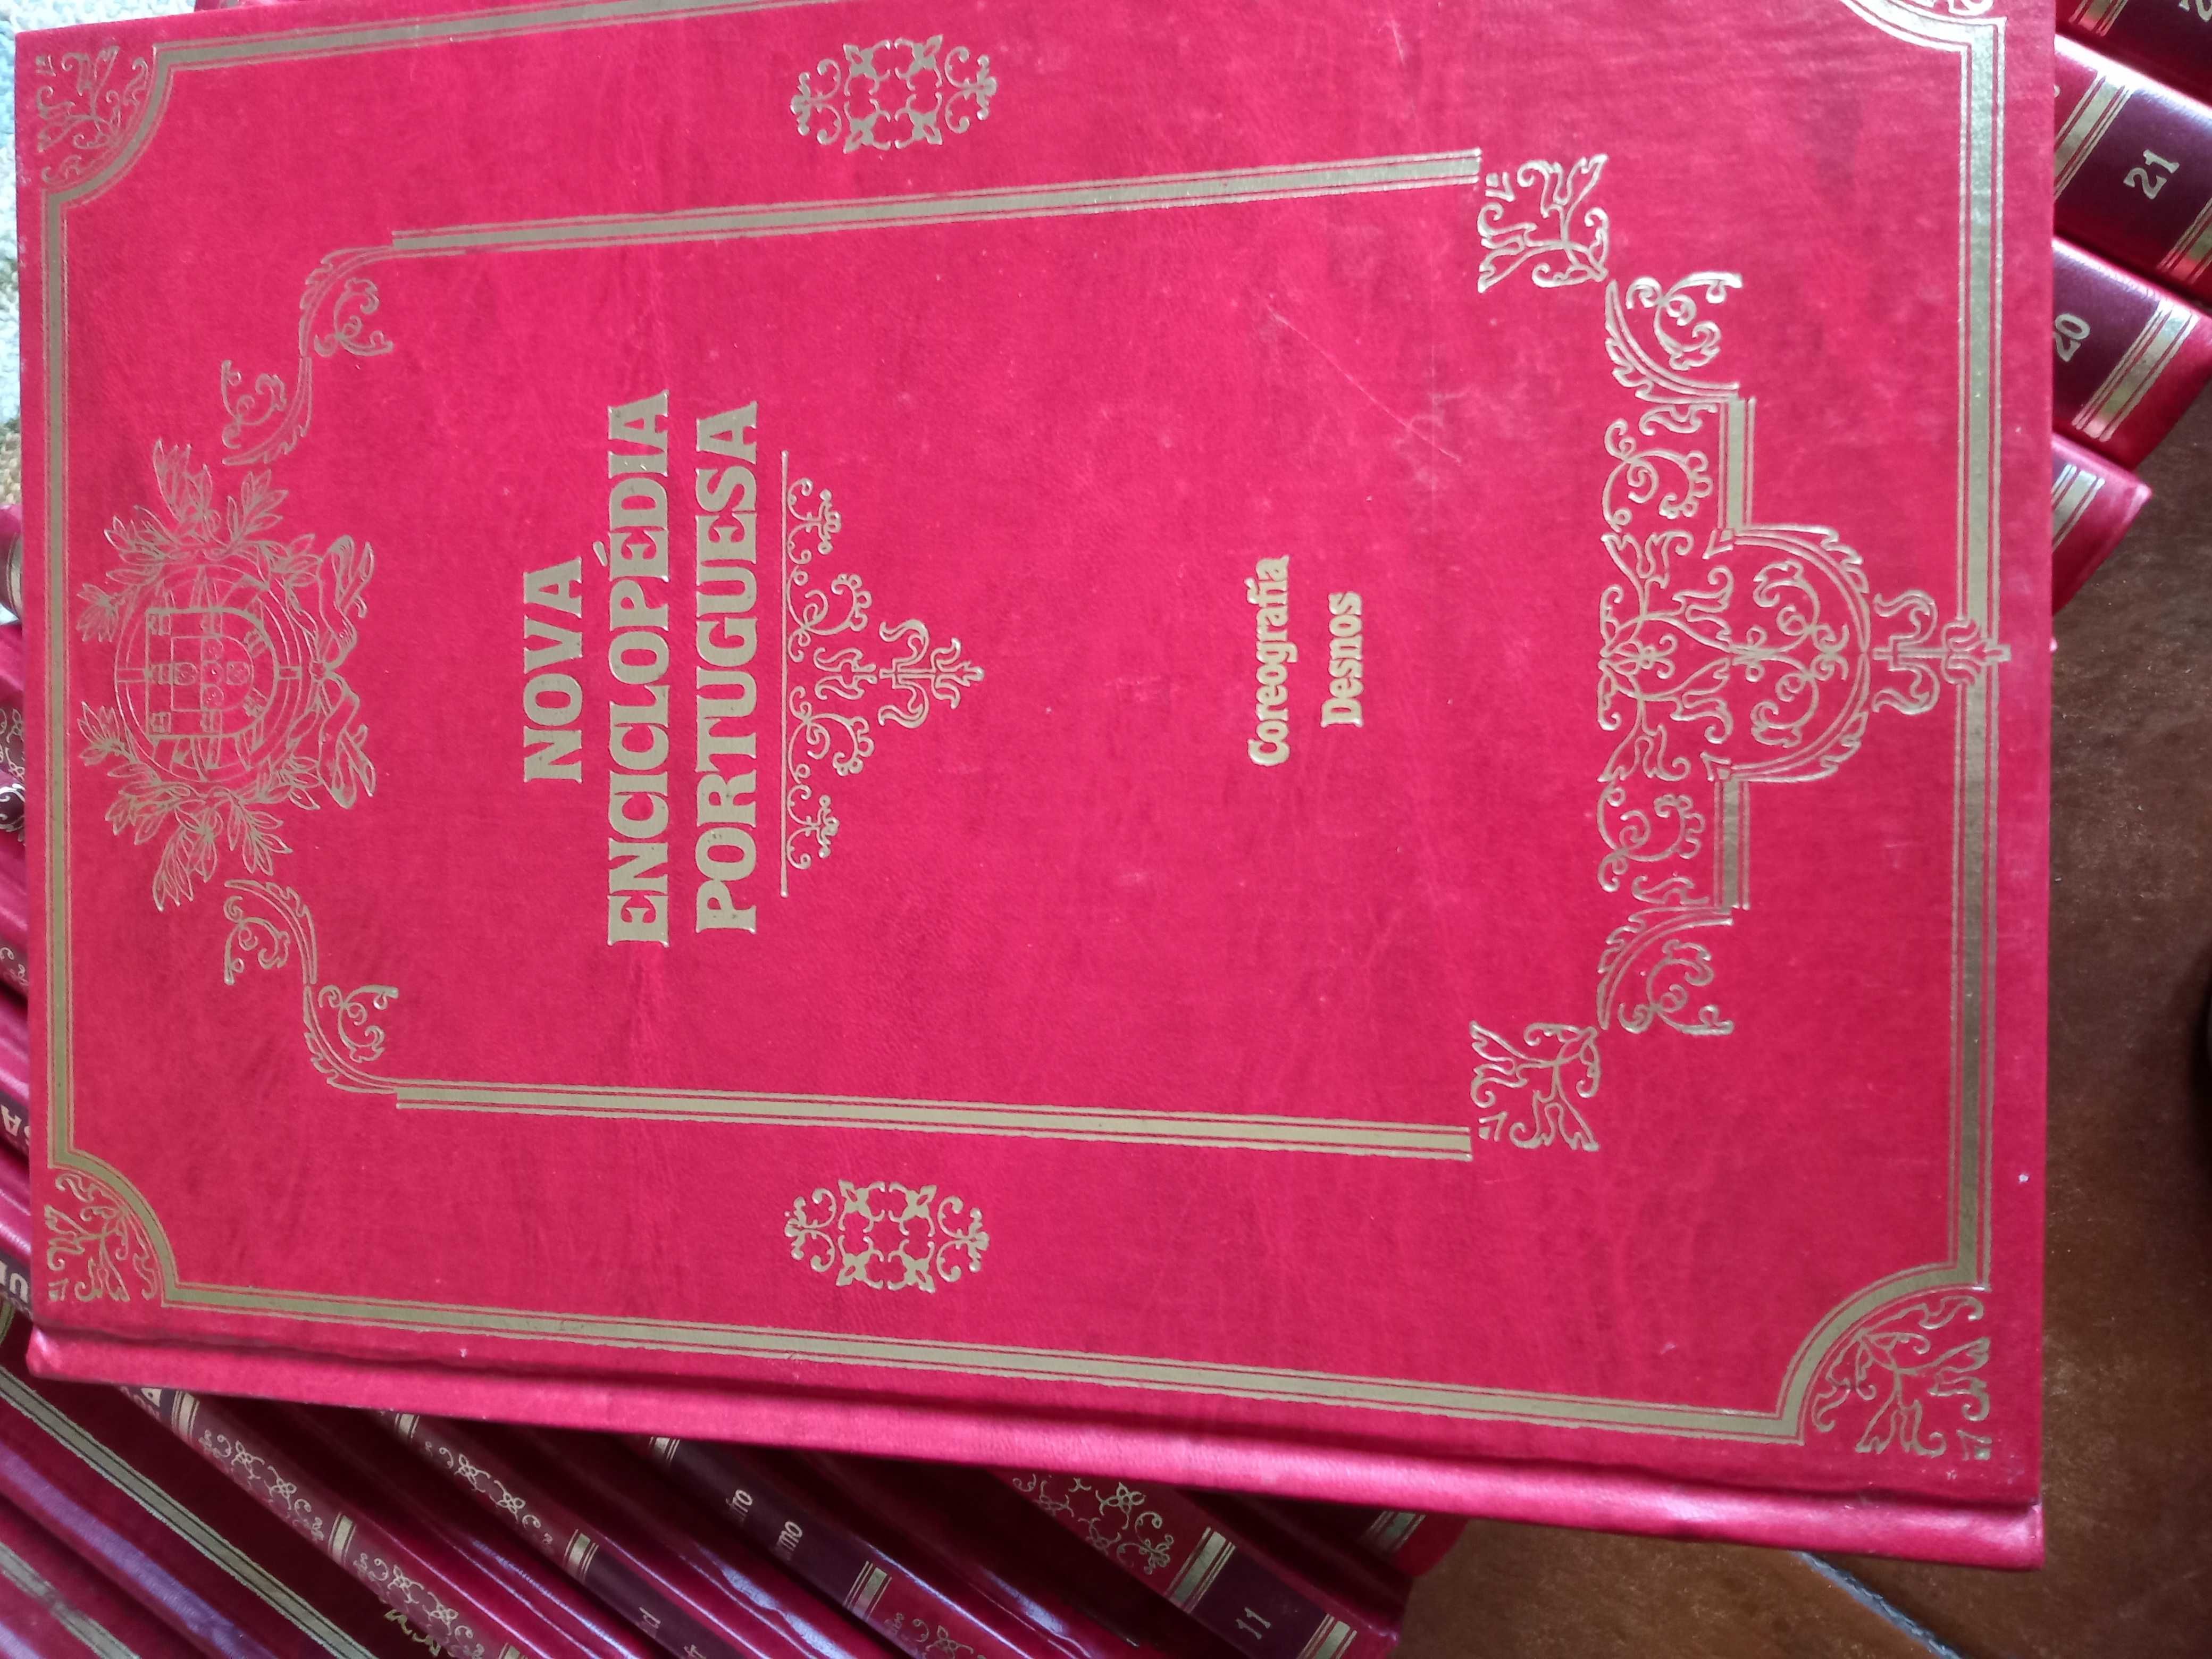 NOVA
ENCICLOPÉDIA
PORTUGUESA
Coreografia
Desnos
21
20
11